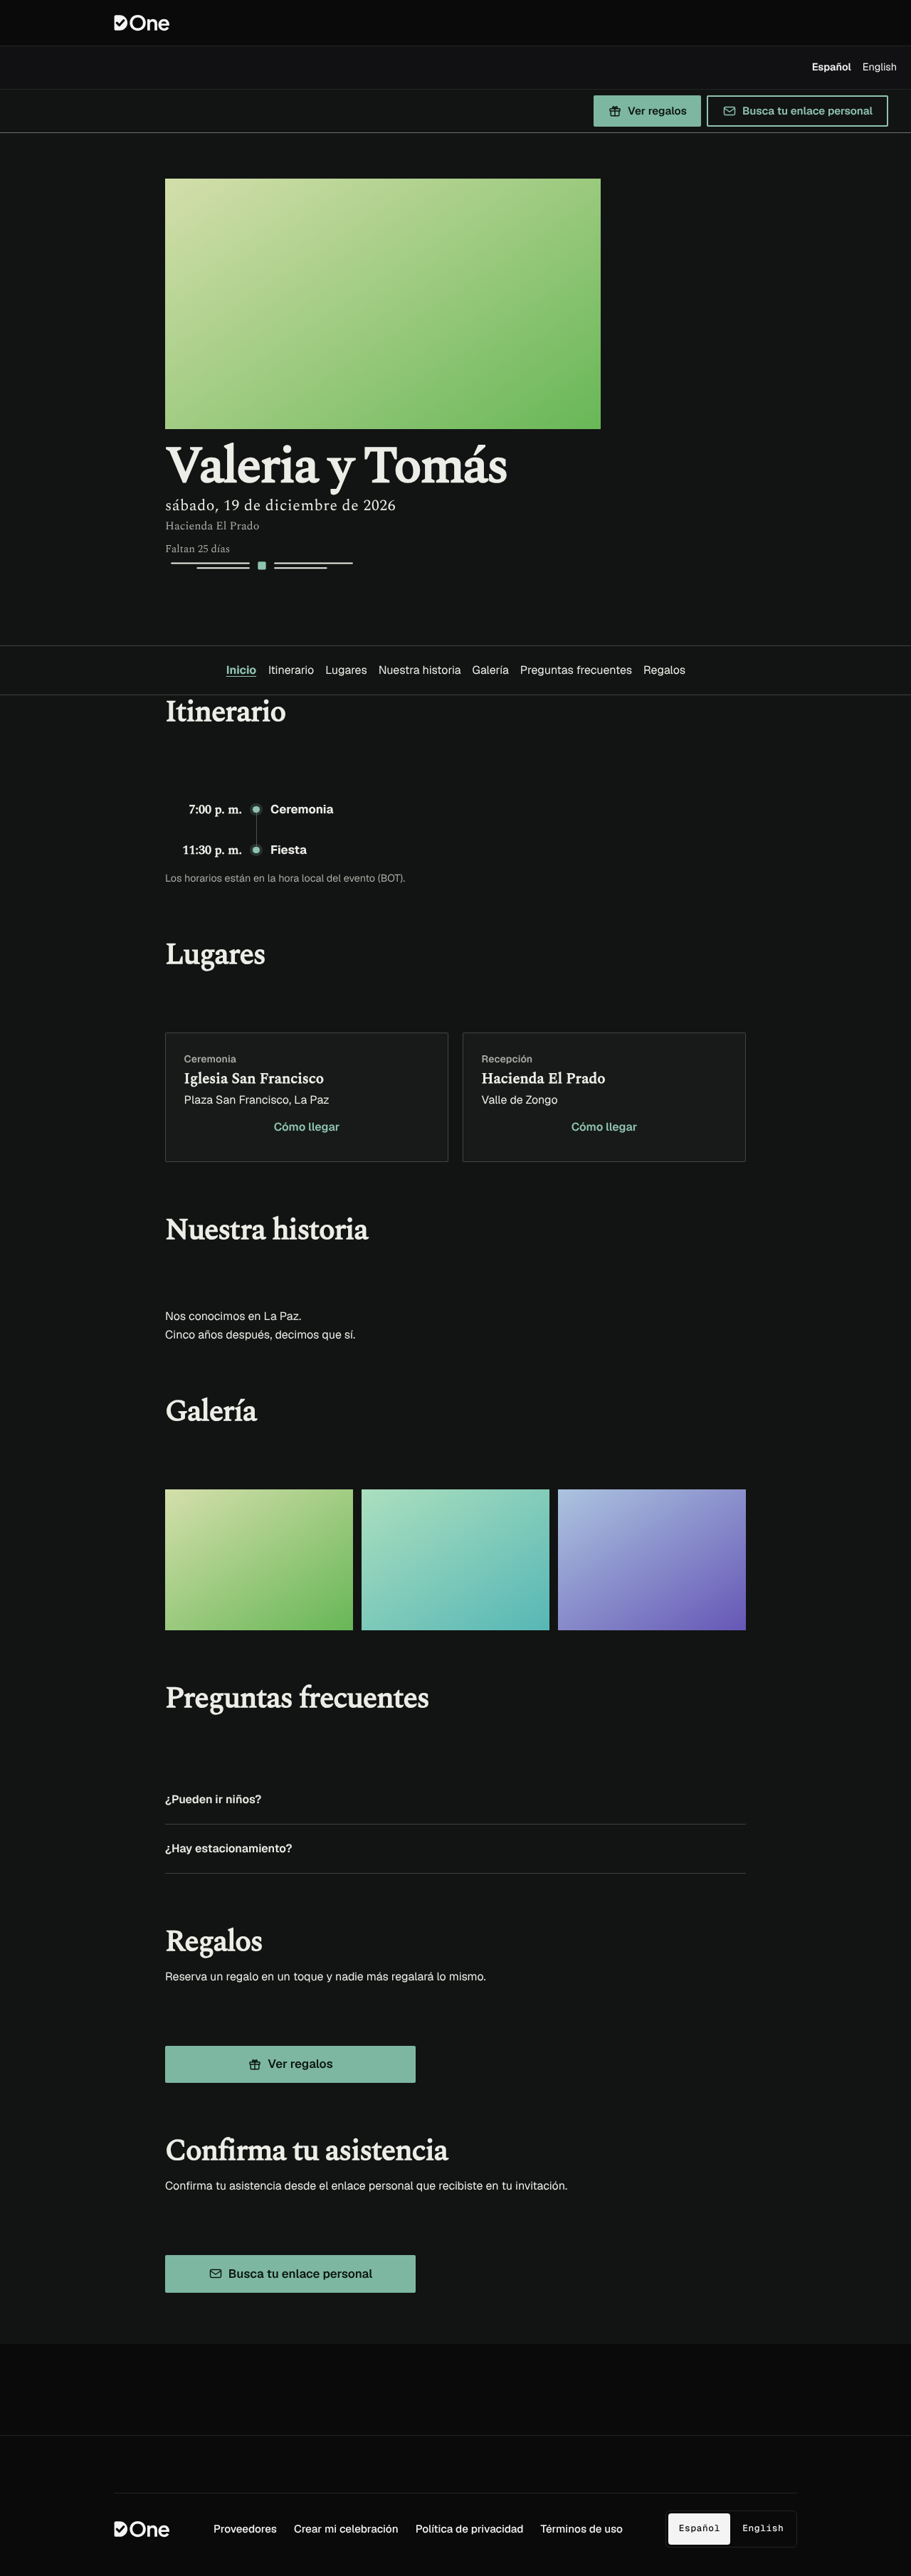 DOne
Español English
Ver regalos Busca tu enlace personal
Valeria y Tomás
sábado, 19 de diciembre de 2026
Hacienda El Prado
Faltan 25 días
Inicio Itinerario Lugares Nuestra historia Galería Preguntas frecuentes Regalos
Itinerario
7:00 p. m. Ceremonia
11:30 p. m. Fiesta
Los horarios están en la hora local del evento (BOT).
Lugares
Ceremonia
Iglesia San Francisco
Plaza San Francisco, La Paz
Cómo llegar
Recepción
Hacienda El Prado
Valle de Zongo
Cómo llegar
Nuestra historia
Nos conocimos en La Paz.
Cinco años después, decimos que sí.
Galería
Preguntas frecuentes
¿Pueden ir niños?
¿Hay estacionamiento?
Regalos
Reserva un regalo en un toque y nadie más regalará lo mismo.
Ver regalos
Confirma tu asistencia
Confirma tu asistencia desde el enlace personal que recibiste en tu invitación.
Busca tu enlace personal
DOne Proveedores Crear mi celebración Política de privacidad Términos de uso Español English